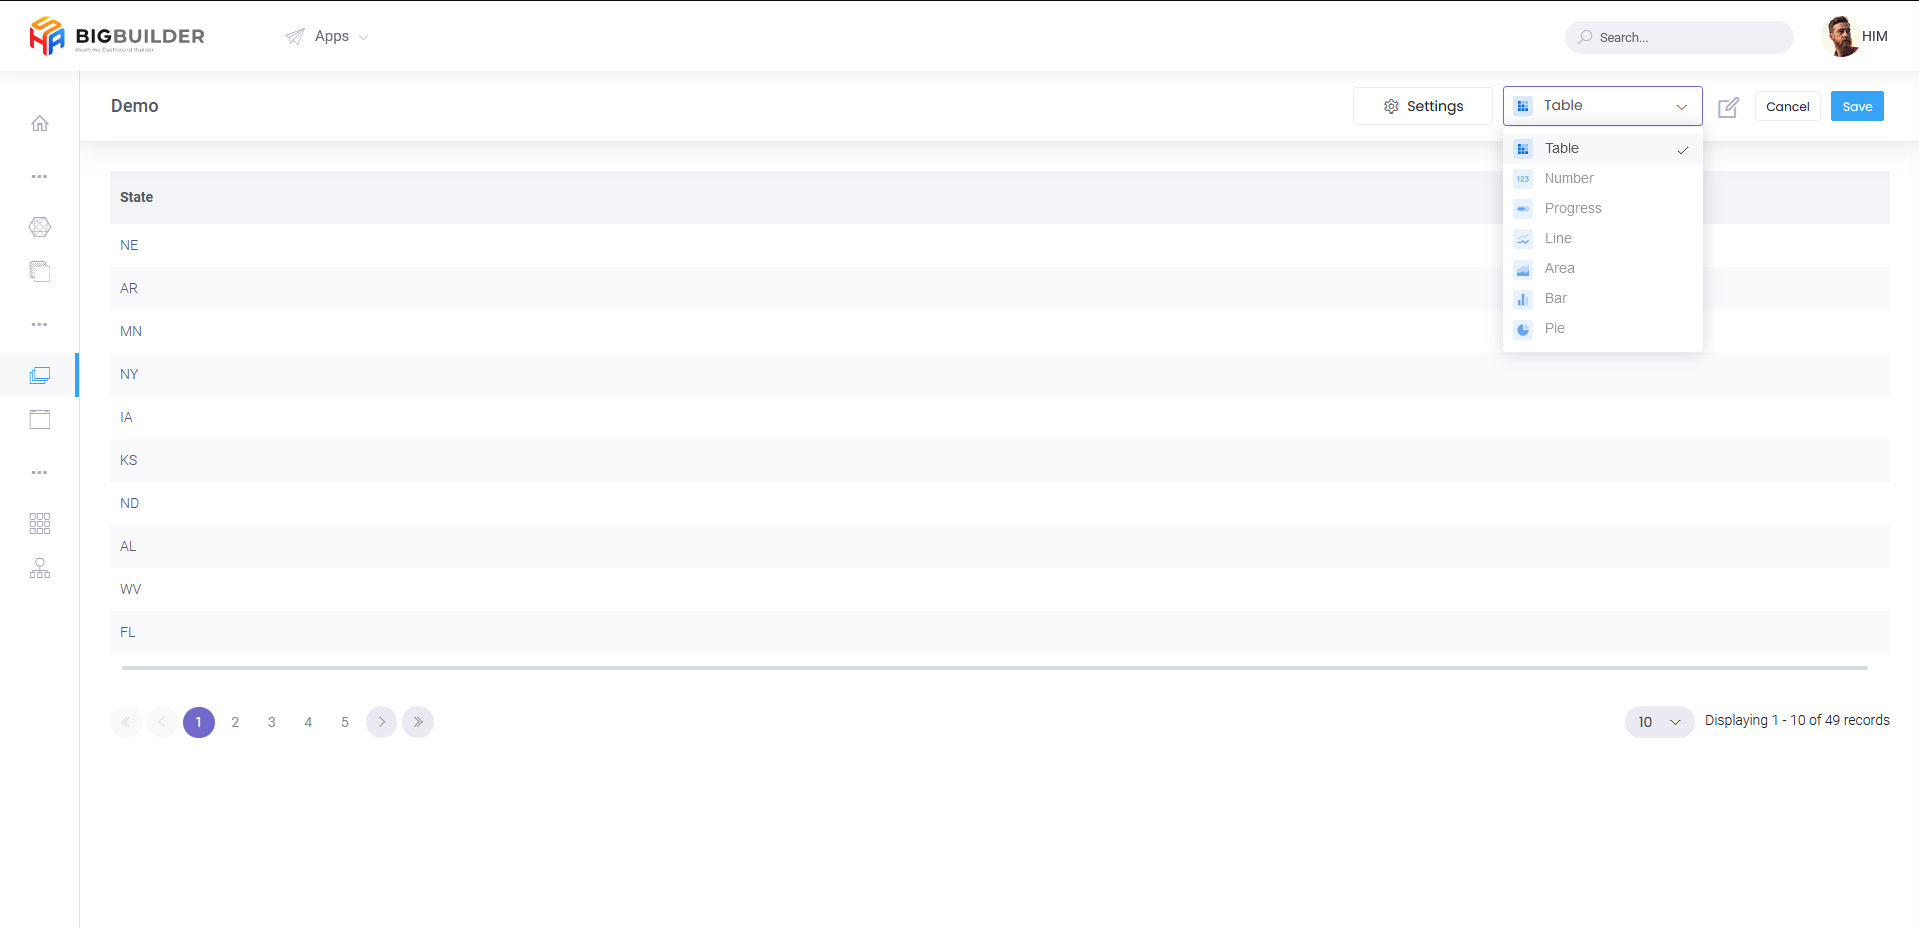 BIGBUILDER
Realtime Dashboard Builder
Apps
Search...
HIM
Demo
Settings
Table
Cancel
Save
Table
123 Number
Progress
Line
Area
Bar
Pie
State
NE
AR
MN
NY
IA
KS
ND
AL
WV
FL
1 2 3 4 5
10
Displaying 1 - 10 of 49 records